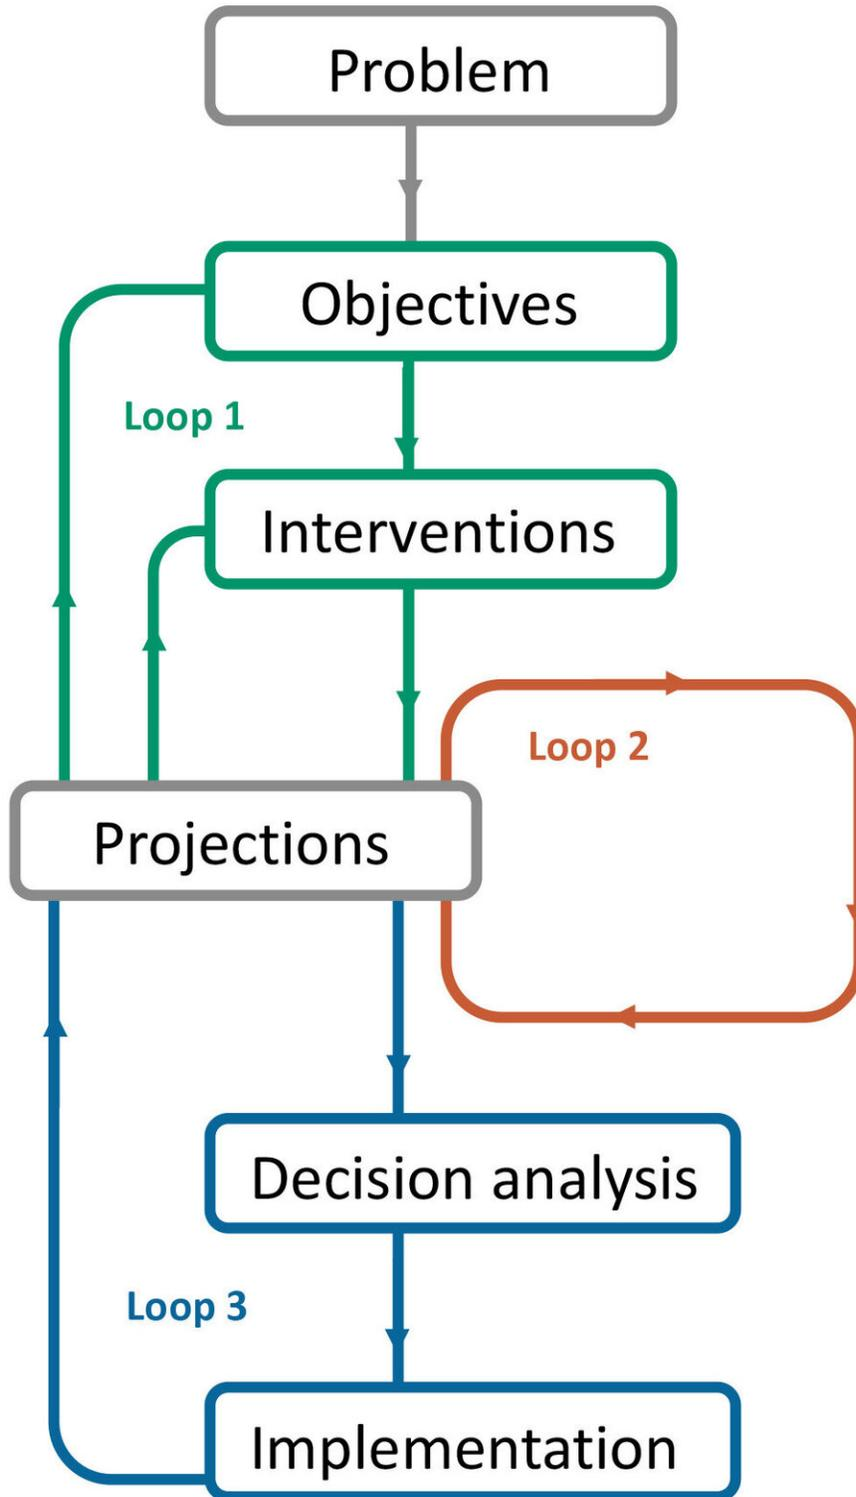 Problem
Objectives
Loop 1
Interventions
Loop 2
Projections
Decision analysis
Loop 3
Implementation